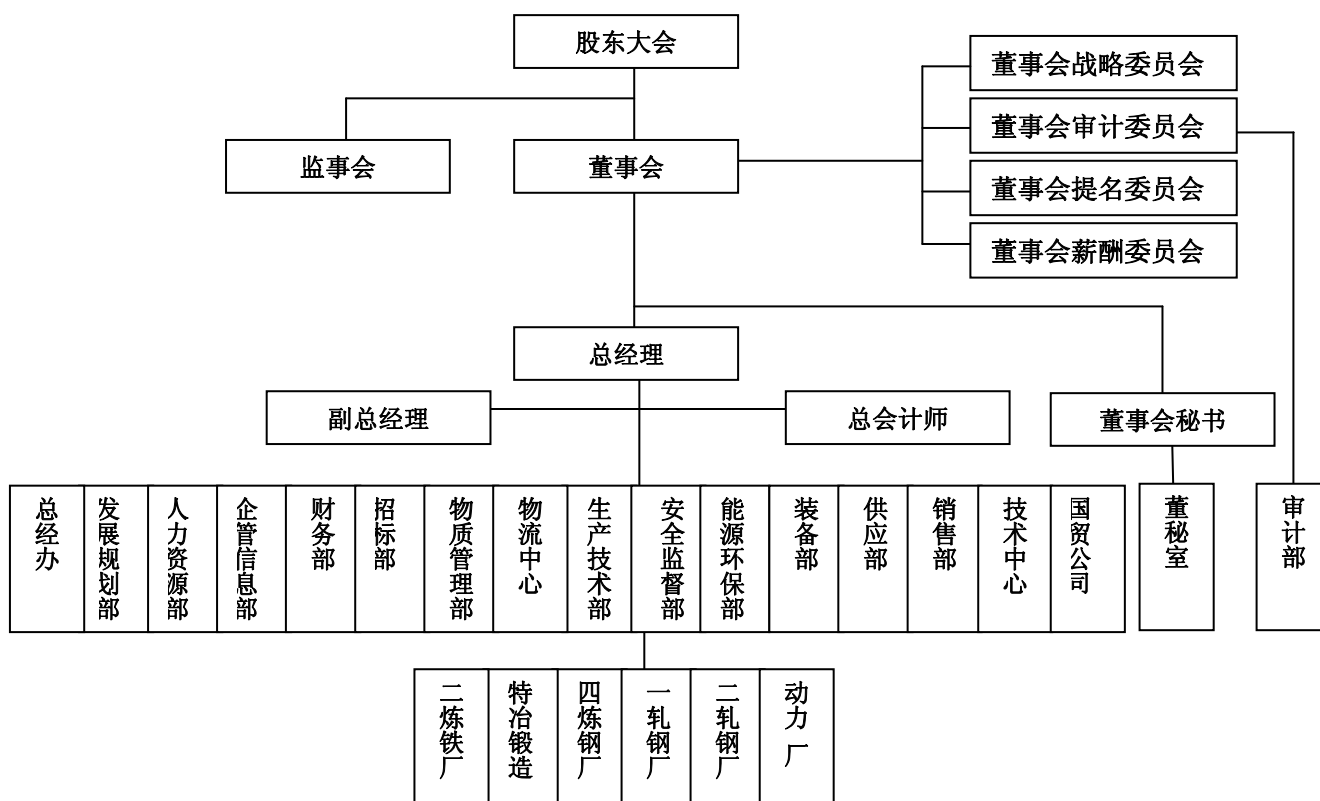 股东大会
董事会战略委员会
董事会审计委员会
监事会
董事会
董事会提名委员会
董事会薪酬委员会
总经理
副总经理
总会计师
董事会秘书
总经办
发展规划部
人力资源部
企管信息部
财务部
招标部
物质管理部
物流中心
生产技术部
安全监督部
能源环保部
装备部
供应部
销售部
技术中心
国贸公司
董秘室
审计部
二炼铁厂
特冶锻造
四炼钢厂
一轧钢厂
二轧钢厂
动力厂